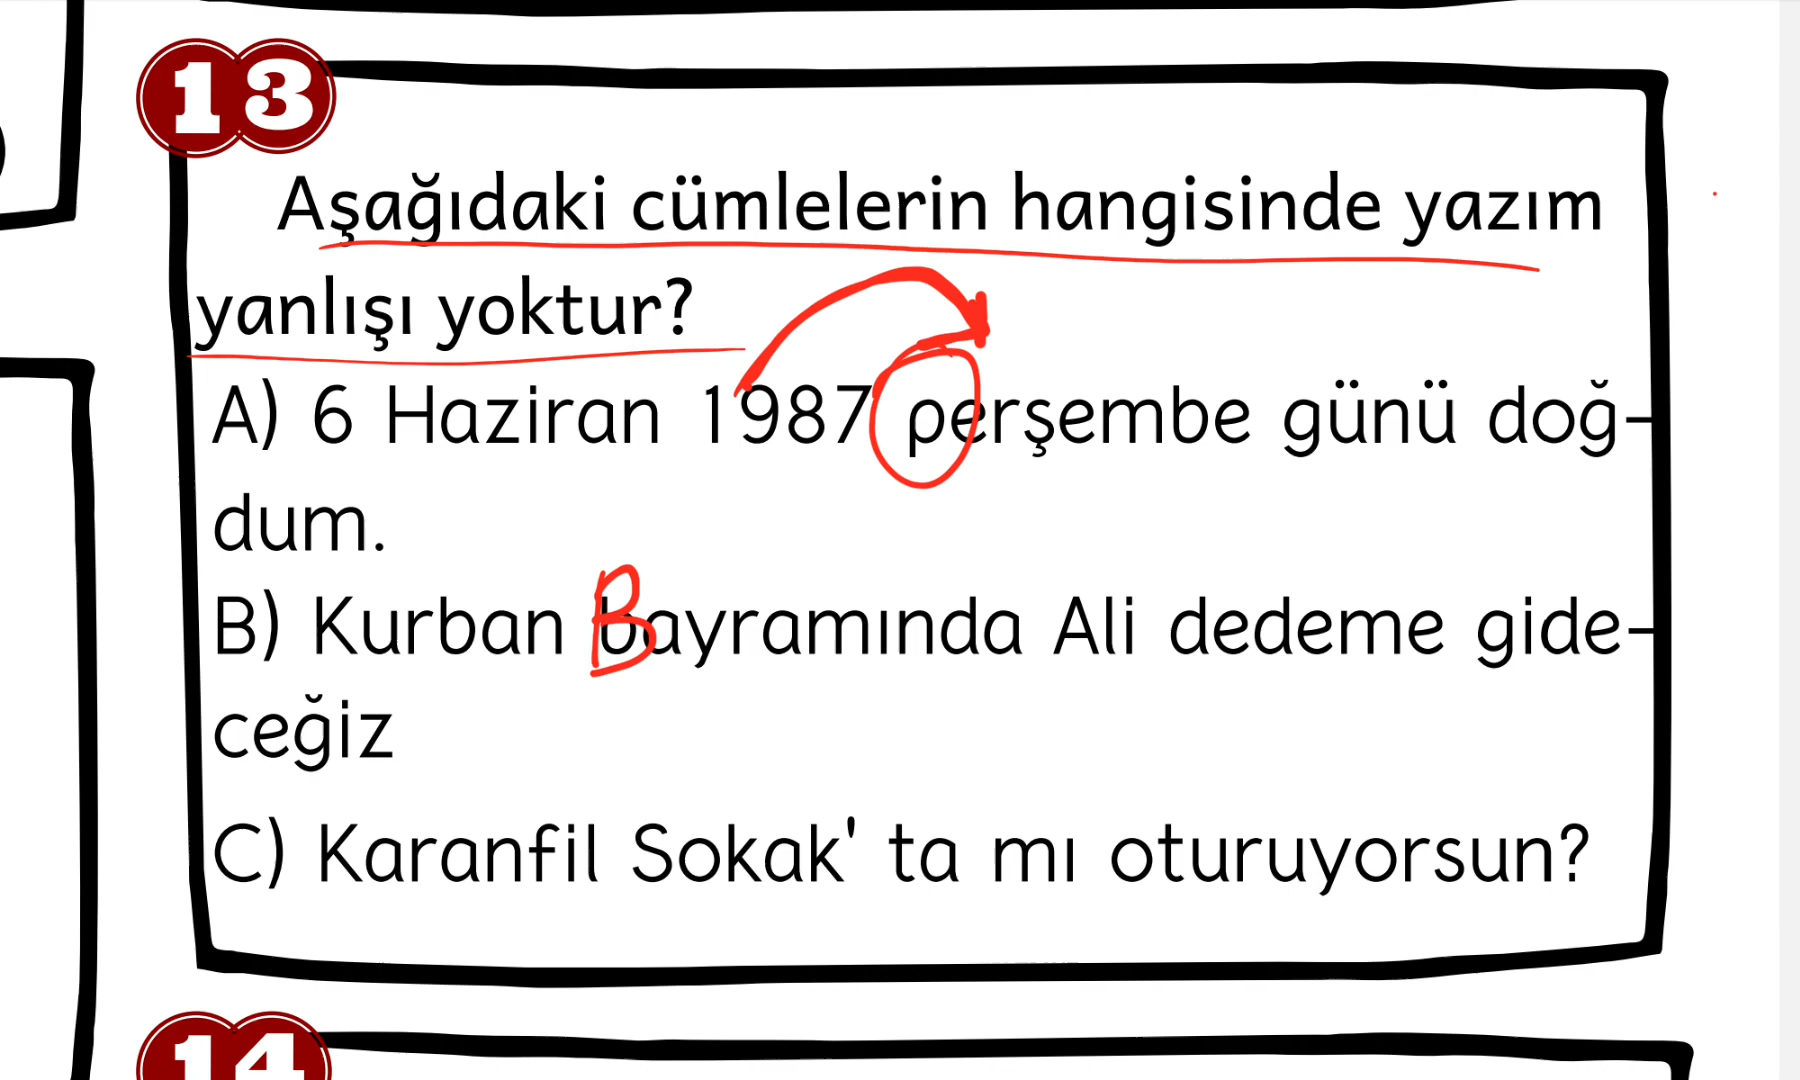 13
Aşağıdaki cümlelerin hangisinde yazım
yanlışı yoktur?
A) 6 Haziran 1987 perşembe günü doğ-
dum.
B) Kurban bayramında Ali dedeme gide-
B
ceğiz
C) Karanfil Sokak' ta mı oturuyorsun?
14